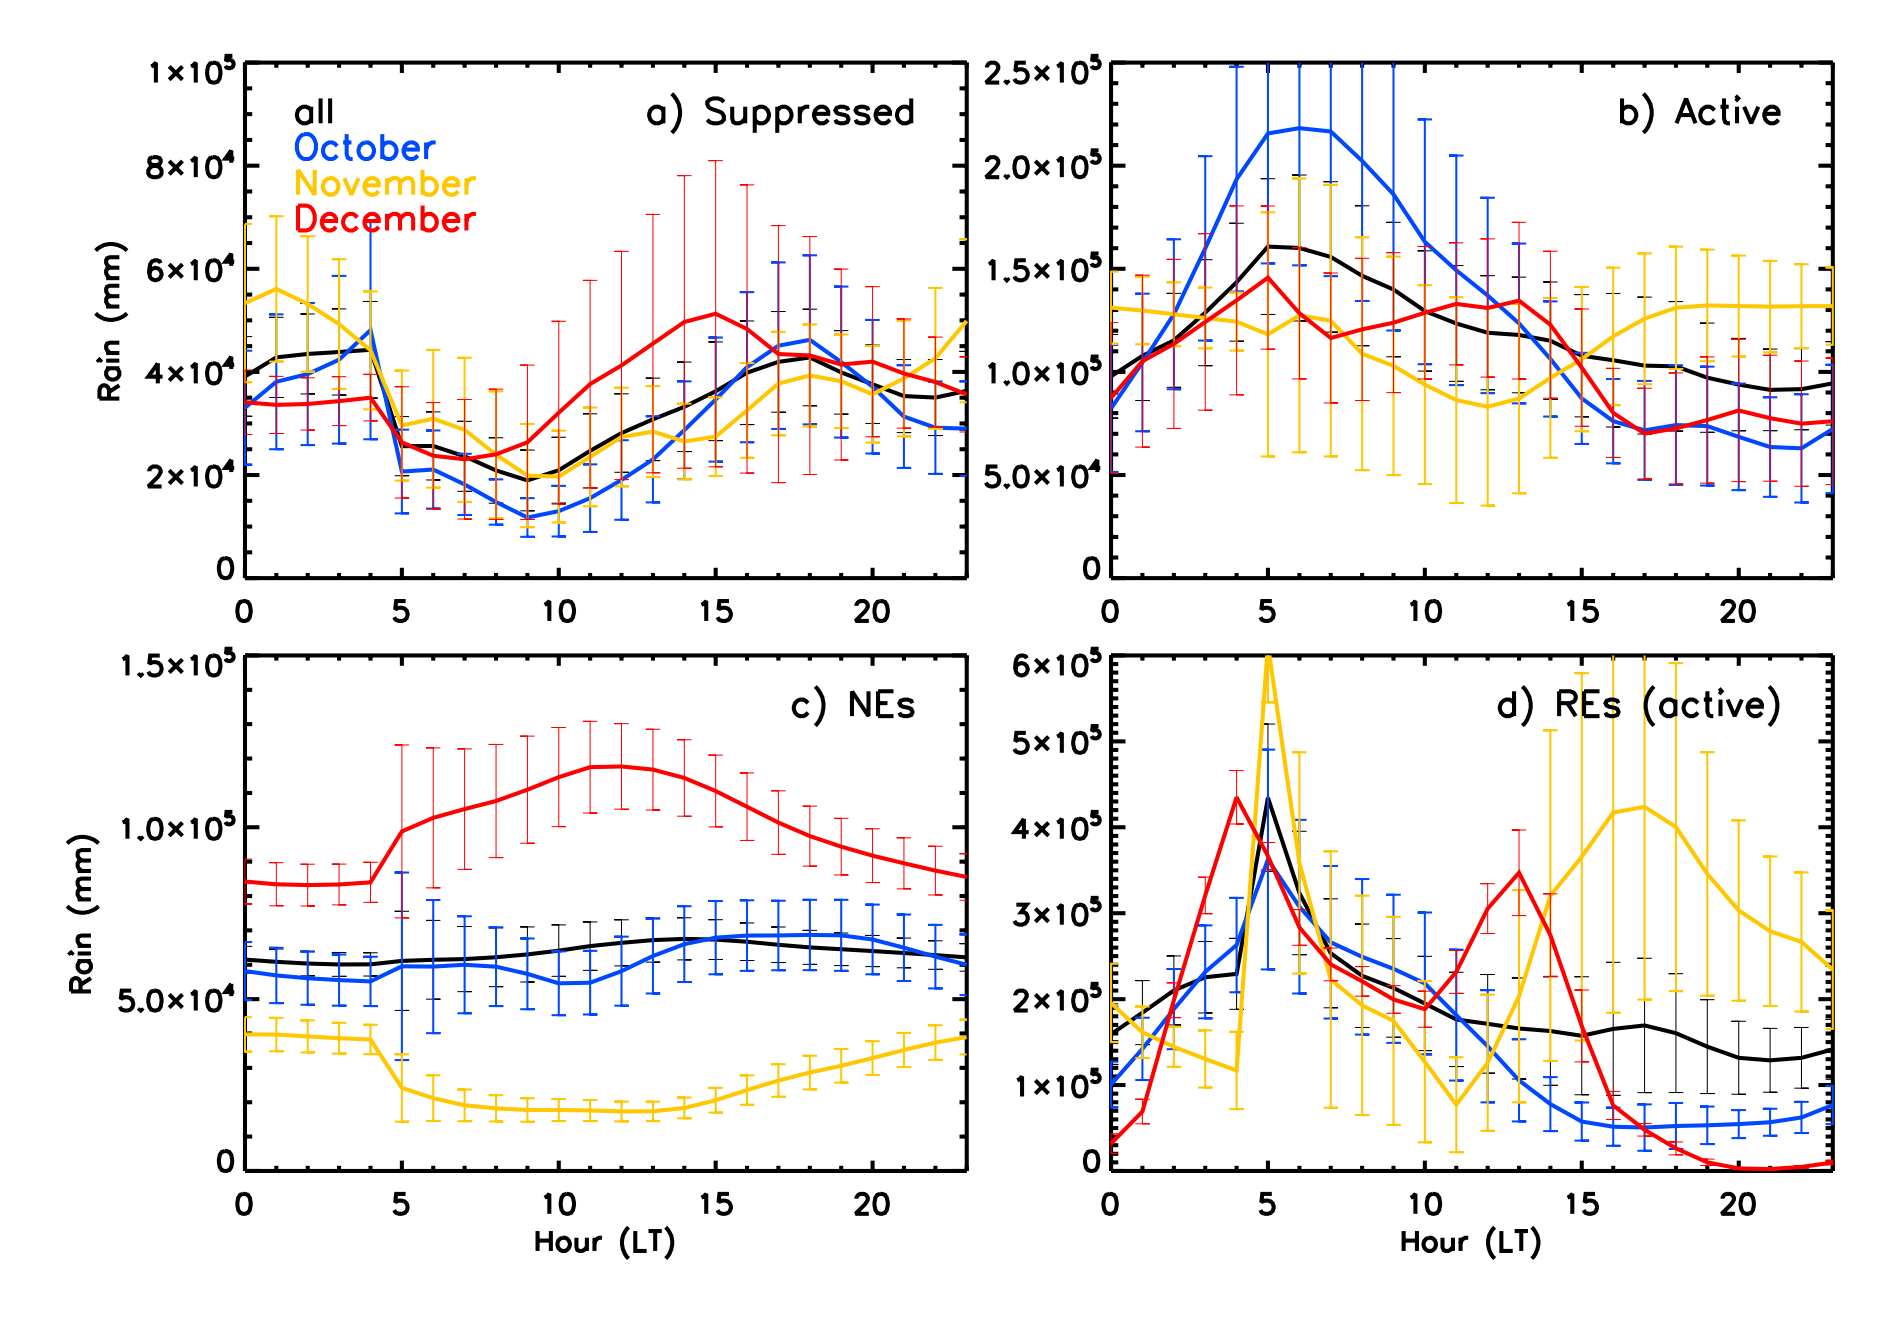 1×10⁵
8×10⁴
6×10⁴
4×10⁴
2×10⁴
0
Rain (mm)
all
October
November
December
a) Suppressed
0 5 10 15 20
2.5×10⁵
2.0×10⁵
1.5×10⁵
1.0×10⁵
5.0×10⁴
0
b) Active
0 5 10 15 20
1.5×10⁵
1.0×10⁵
5.0×10⁴
0
Rain (mm)
c) NEs
0 5 10 15 20
Hour (LT)
6×10⁵
5×10⁵
4×10⁵
3×10⁵
2×10⁵
1×10⁵
0
d) REs (active)
0 5 10 15 20
Hour (LT)